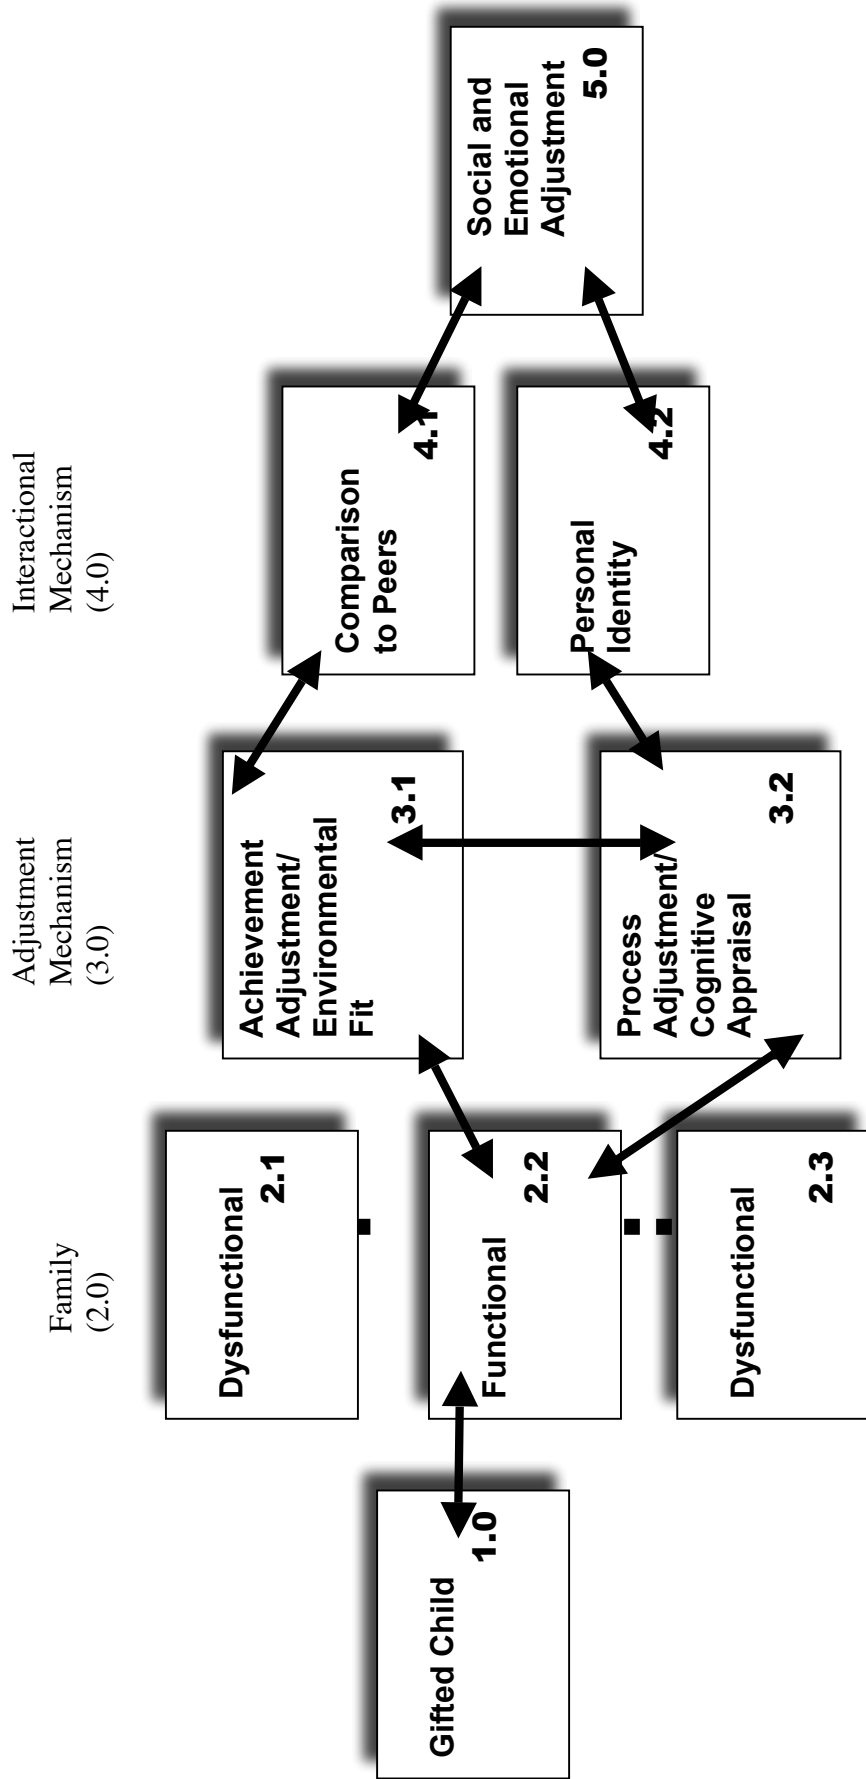 Family
(2.0)
Adjustment
Mechanism
(3.0)
Interactional
Mechanism
(4.0)
Gifted Child
1.0
Dysfunctional
2.1
Functional
2.2
Dysfunctional
2.3
Achievement
Adjustment/
Environmental
Fit
3.1
Process
Adjustment/
Cognitive
Appraisal
3.2
Comparison
to Peers
4.1
Personal
Identity
4.2
Social and
Emotional
Adjustment
5.0